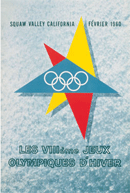 SQUAW VALLEY CALIFORNIA FÉVRIER 1960
LES VIIIème JEUX
OLYMPIQUES D'HIVER